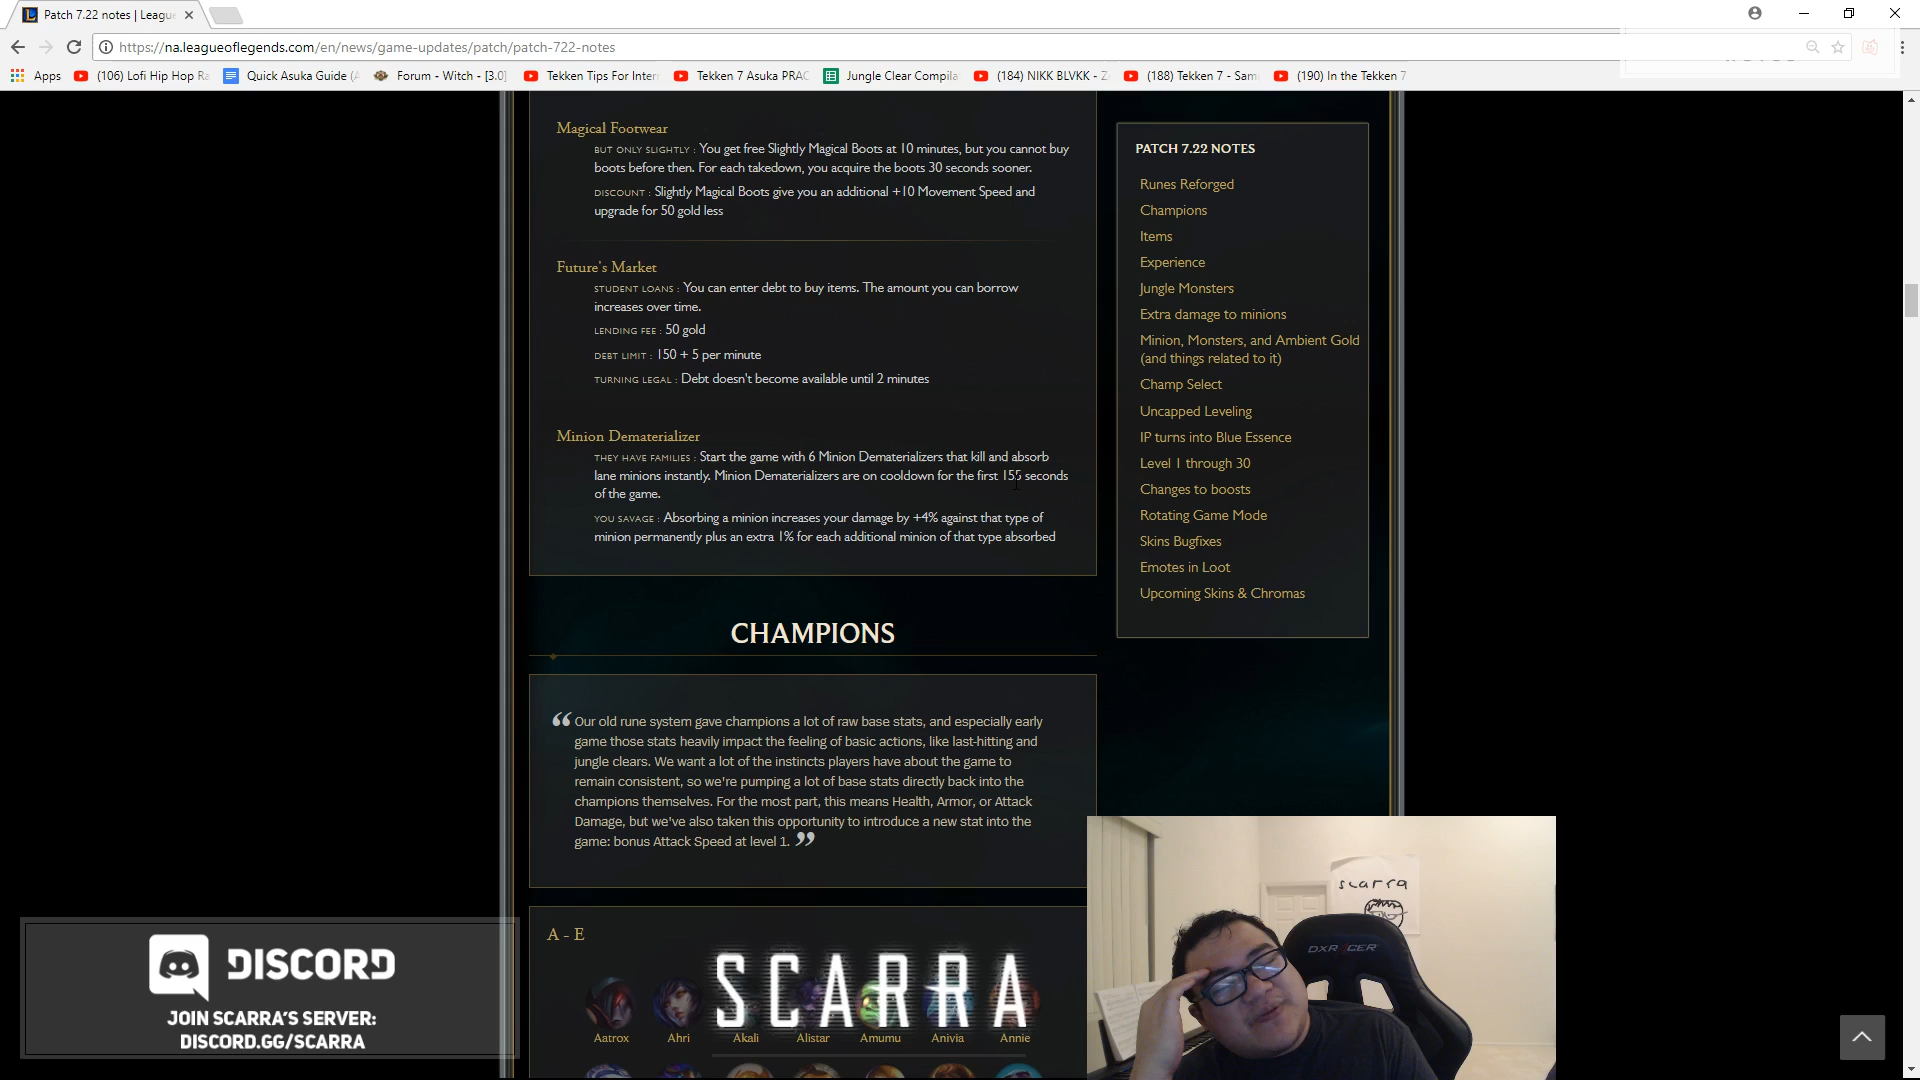 Patch 7.22 notes | Leagu
https://na.leagueoflegends.com/en/news/game-updates/patch/patch-722-notes
Apps
(106) Lofi Hip Hop Ra
Quick Asuka Guide (A
Forum - Witch - [3.0]
Tekken Tips For Inter
Tekken 7 Asuka PRAC
Jungle Clear Compila
(184) NIKK BLVKK - Z
(188) Tekken 7 - Sam
(190) In the Tekken 7
Magical Footwear
BUT ONLY SLIGHTLY : You get free Slightly Magical Boots at 10 minutes, but you cannot buy
boots before then. For each takedown, you acquire the boots 30 seconds sooner.
DISCOUNT : Slightly Magical Boots give you an additional +10 Movement Speed and
upgrade for 50 gold less
Future's Market
STUDENT LOANS : You can enter debt to buy items. The amount you can borrow
increases over time.
LENDING FEE : 50 gold
DEBT LIMIT : 150 + 5 per minute
TURNING LEGAL : Debt doesn't become available until 2 minutes
Minion Dematerializer
THEY HAVE FAMILIES : Start the game with 6 Minion Dematerializers that kill and absorb
lane minions instantly. Minion Dematerializers are on cooldown for the first 155 seconds
of the game.
YOU SAVAGE : Absorbing a minion increases your damage by +4% against that type of
minion permanently plus an extra 1% for each additional minion of that type absorbed
CHAMPIONS
“ Our old rune system gave champions a lot of raw base stats, and especially early
game those stats heavily impact the feeling of basic actions, like last-hitting and
jungle clears. We want a lot of the instincts players have about the game to
remain consistent, so we're pumping a lot of base stats directly back into the
champions themselves. For the most part, this means Health, Armor, or Attack
Damage, but we've also taken this opportunity to introduce a new stat into the
game: bonus Attack Speed at level 1. ”
A - E
Aatrox
Ahri
Akali
Alistar
Amumu
Anivia
Annie
SCARRA
PATCH 7.22 NOTES
Runes Reforged
Champions
Items
Experience
Jungle Monsters
Extra damage to minions
Minion, Monsters, and Ambient Gold
(and things related to it)
Champ Select
Uncapped Leveling
IP turns into Blue Essence
Level 1 through 30
Changes to boosts
Rotating Game Mode
Skins Bugfixes
Emotes in Loot
Upcoming Skins & Chromas
DISCORD
JOIN SCARRA'S SERVER:
DISCORD.GG/SCARRA
scarra
DXRACER